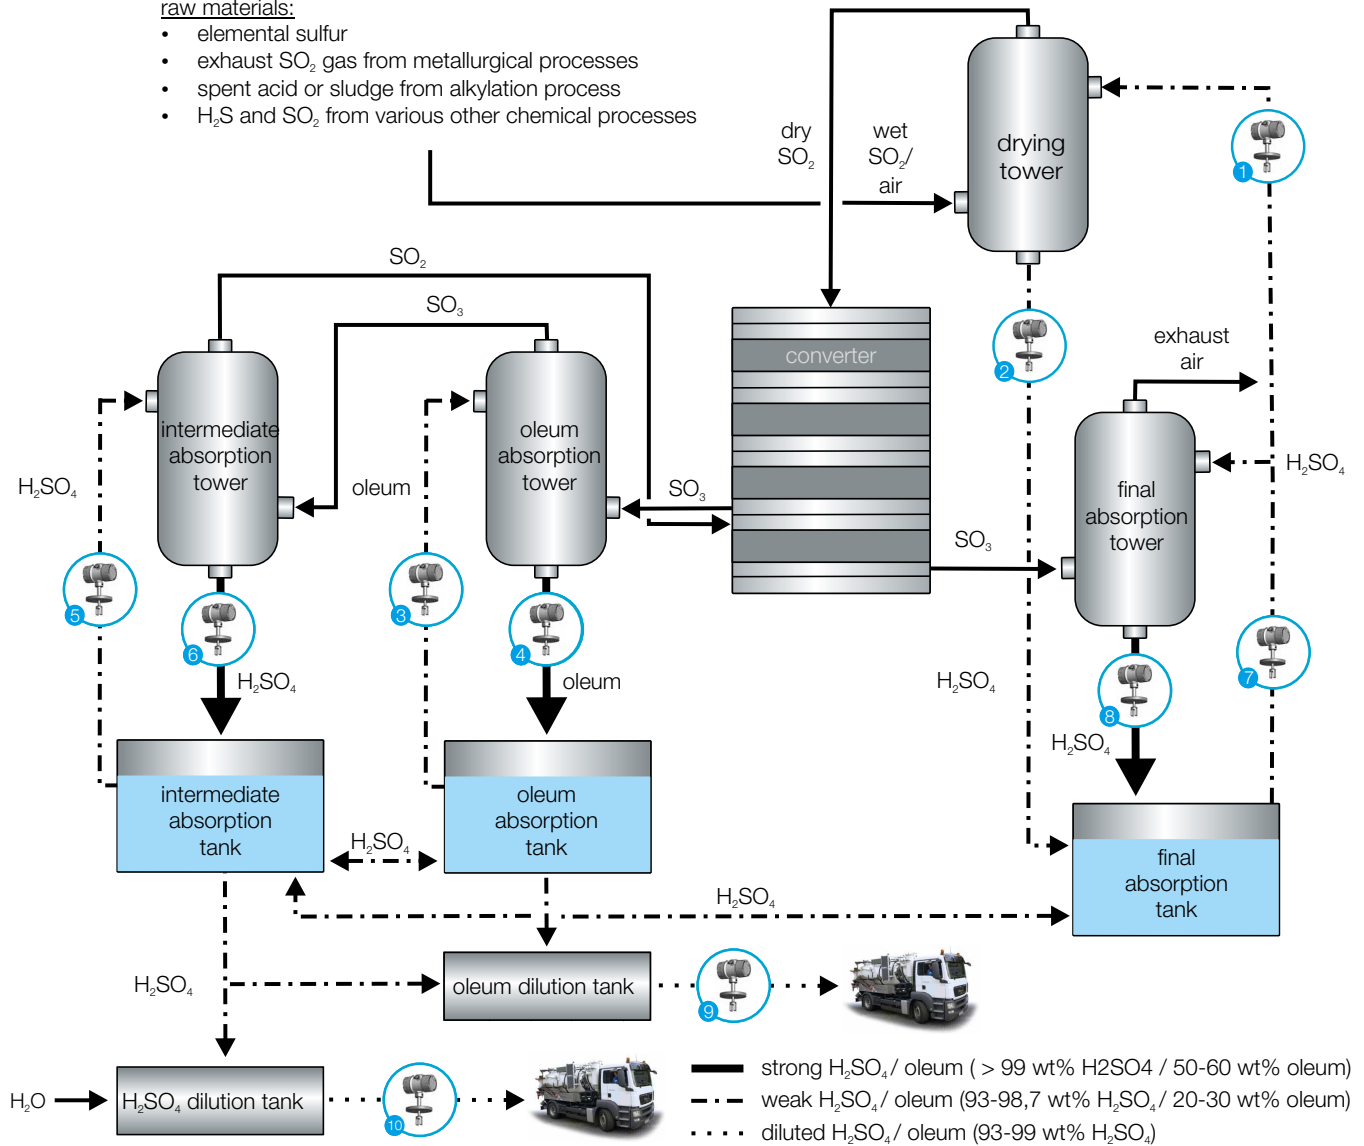 raw materials:
• elemental sulfur
• exhaust SO₂ gas from metallurgical processes
• spent acid or sludge from alkylation process
• H₂S and SO₂ from various other chemical processes
dry
SO₂
wet
SO₂/
air
drying
tower
1
SO₂
SO₃
converter
2
exhaust
air
intermediate
absorption
tower
oleum
absorption
tower
H₂SO₄
oleum
SO₃
SO₃
final
absorption
tower
H₂SO₄
5
6
3
4
7
8
H₂SO₄
oleum
H₂SO₄
H₂SO₄
intermediate
absorption
tank
oleum
absorption
tank
H₂SO₄
final
absorption
tank
H₂SO₄
H₂SO₄
oleum dilution tank
9
H₂O
H₂SO₄ dilution tank
10
strong H₂SO₄ / oleum ( > 99 wt% H2SO4 / 50-60 wt% oleum)
weak H₂SO₄ / oleum (93-98,7 wt% H₂SO₄ / 20-30 wt% oleum)
diluted H₂SO₄ / oleum (93-99 wt% H₂SO₄)